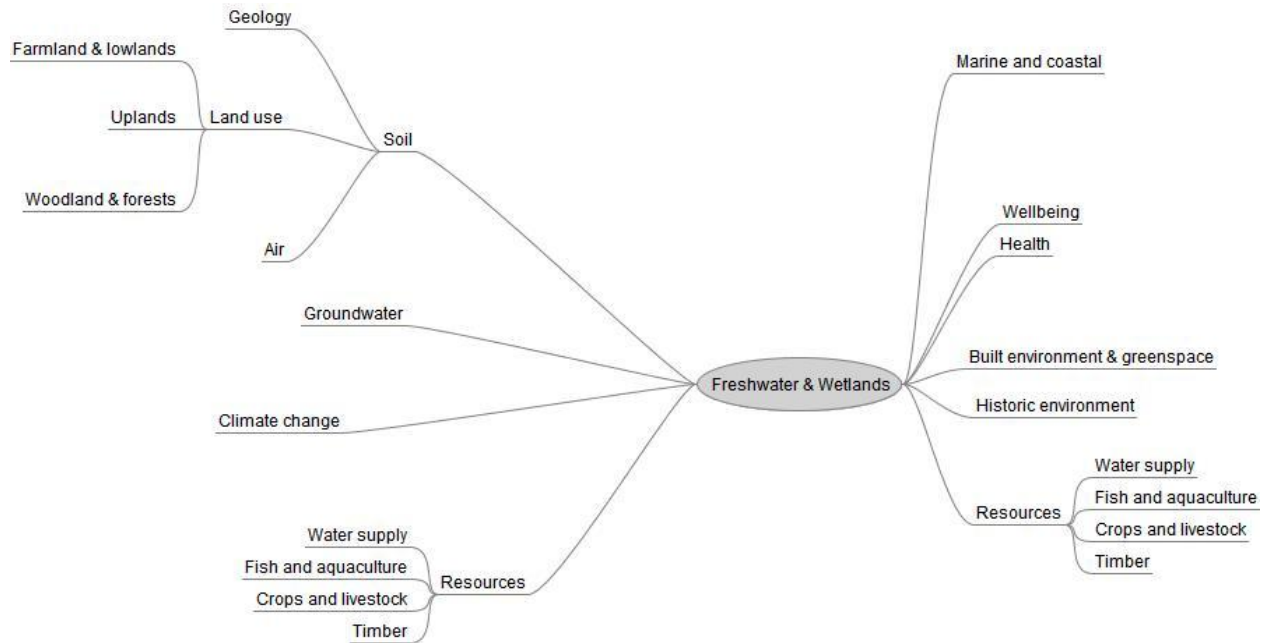 Geology
Farmland & lowlands
Uplands
Land use
Woodland & forests
Soil
Air
Groundwater
Climate change
Water supply
Fish and aquaculture
Crops and livestock
Timber
Resources
Freshwater & Wetlands
Marine and coastal
Wellbeing
Health
Built environment & greenspace
Historic environment
Resources
Water supply
Fish and aquaculture
Crops and livestock
Timber